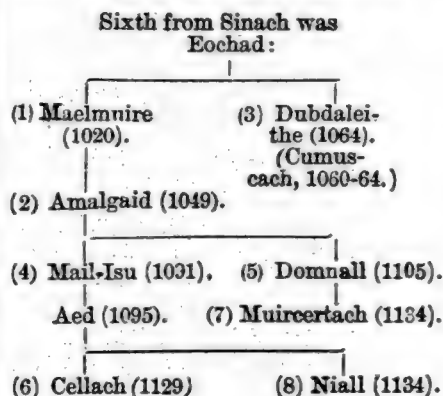 Sixth from Sinach was
Eochad:
(1) Maelmuire (3) Dubdalei-
(1020). the (1064).
(Cumus-
cach, 1060-64.)
(2) Amalgaid (1049).
(4) Mail-Isu (1091). (5) Domnall (1105).
Aed (1095). (7) Muircertach (1134).
(6) Cellach (1129) (8) Niall (1134).